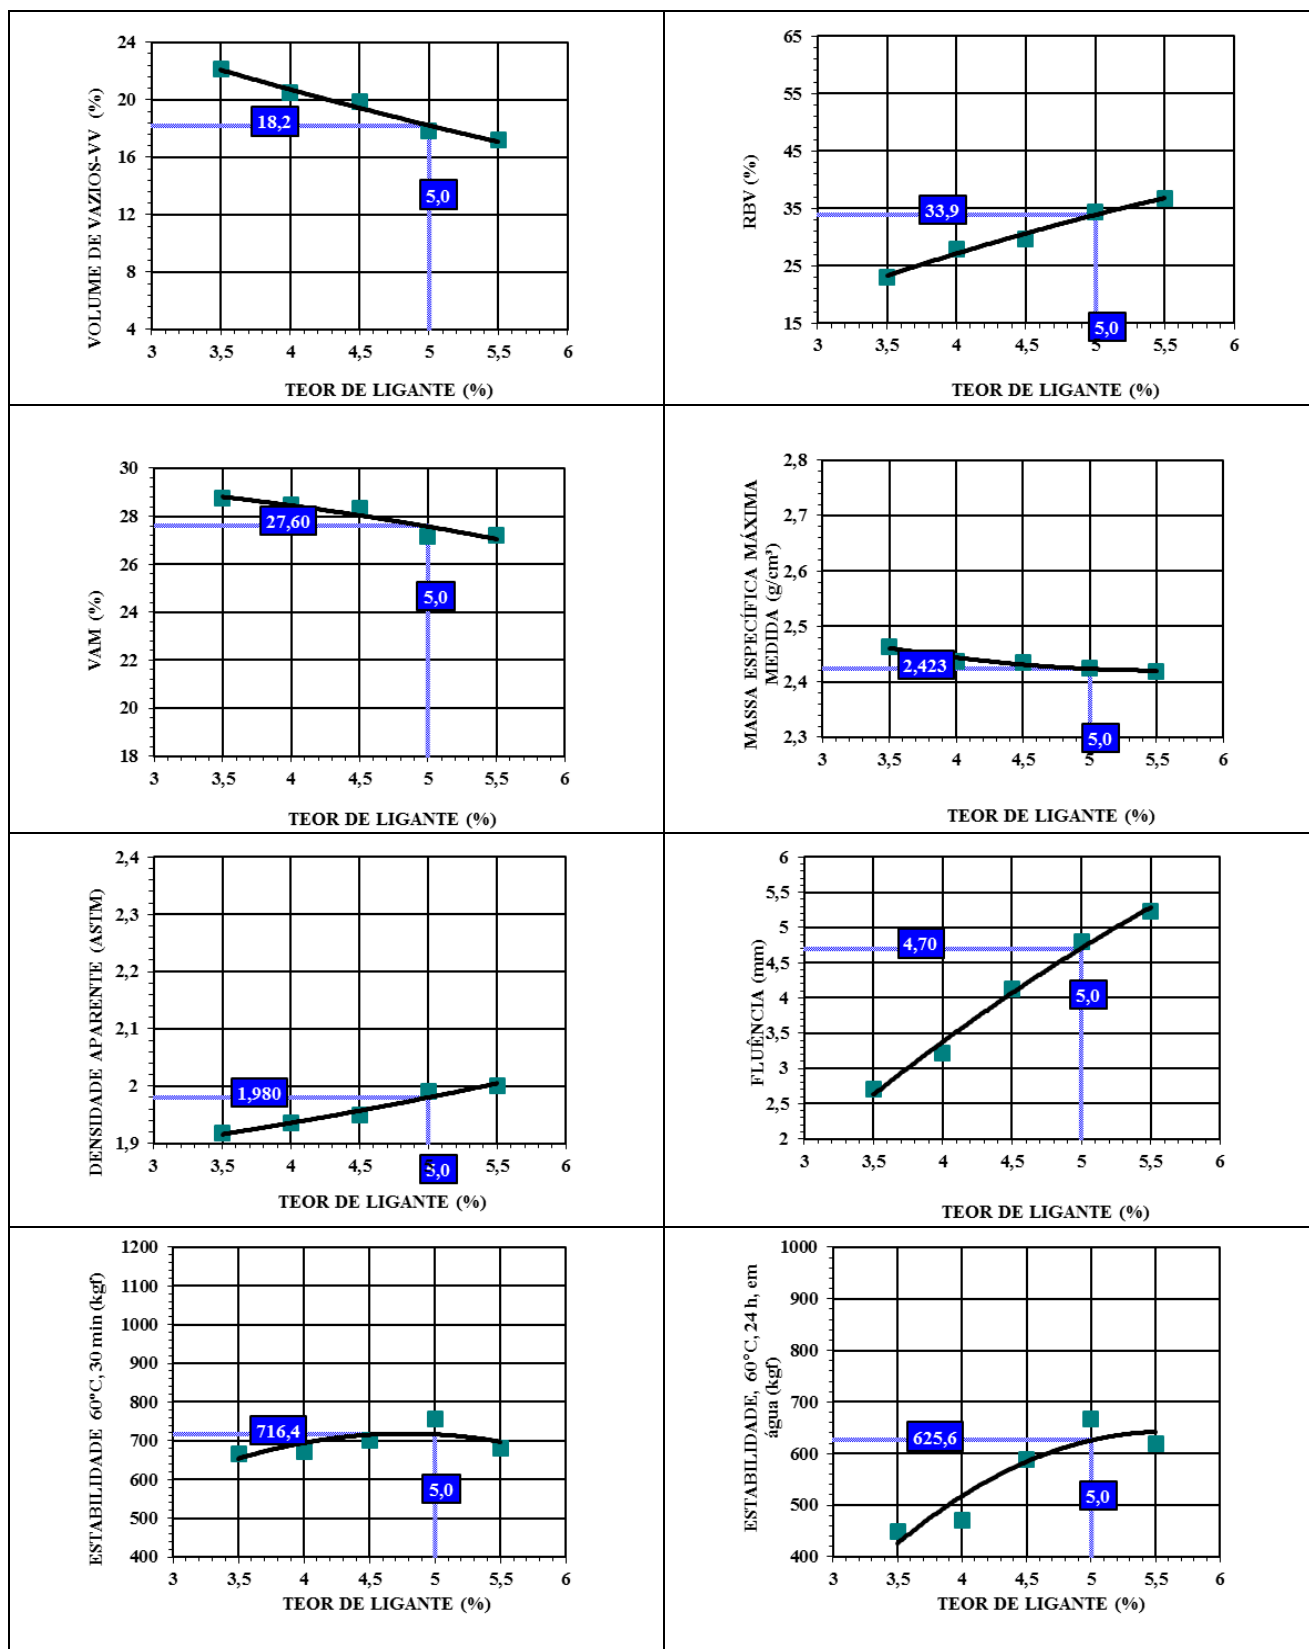 24
20
16
12
8
4
VOLUME DE VAZIOS-VV (%)
18,2
5,0
3 3,5 4 4,5 5 5,5 6
TEOR DE LIGANTE (%)
65
55
45
35
25
15
RBV (%)
33,9
5,0
3 3,5 4 4,5 5 5,5 6
TEOR DE LIGANTE (%)
30
28
26
24
22
20
18
VAM (%)
27,60
5,0
3 3,5 4 4,5 5 5,5 6
TEOR DE LIGANTE (%)
2,8
2,7
2,6
2,5
2,4
2,3
MASSA ESPECÍFICA MÁXIMA
MEDIDA (g/cm³)
2,423
5,0
3 3,5 4 4,5 5 5,5 6
TEOR DE LIGANTE (%)
2,4
2,3
2,2
2,1
2
1,9
DENSIDADE APARENTE (ASTM)
1,980
5,0
3 3,5 4 4,5 5 5,5 6
TEOR DE LIGANTE (%)
6
5,5
5
4,5
4
3,5
3
2,5
2
FLUÊNCIA (mm)
4,70
5,0
3 3,5 4 4,5 5 5,5 6
TEOR DE LIGANTE (%)
1200
1100
1000
900
800
700
600
500
400
ESTABILIDADE 60°C, 30 min (kgf)
716,4
5,0
3 3,5 4 4,5 5 5,5 6
TEOR DE LIGANTE (%)
1000
900
800
700
600
500
400
ESTABILIDADE, 60°C, 24 h, em
água (kgf)
625,6
5,0
3 3,5 4 4,5 5 5,5 6
TEOR DE LIGANTE (%)